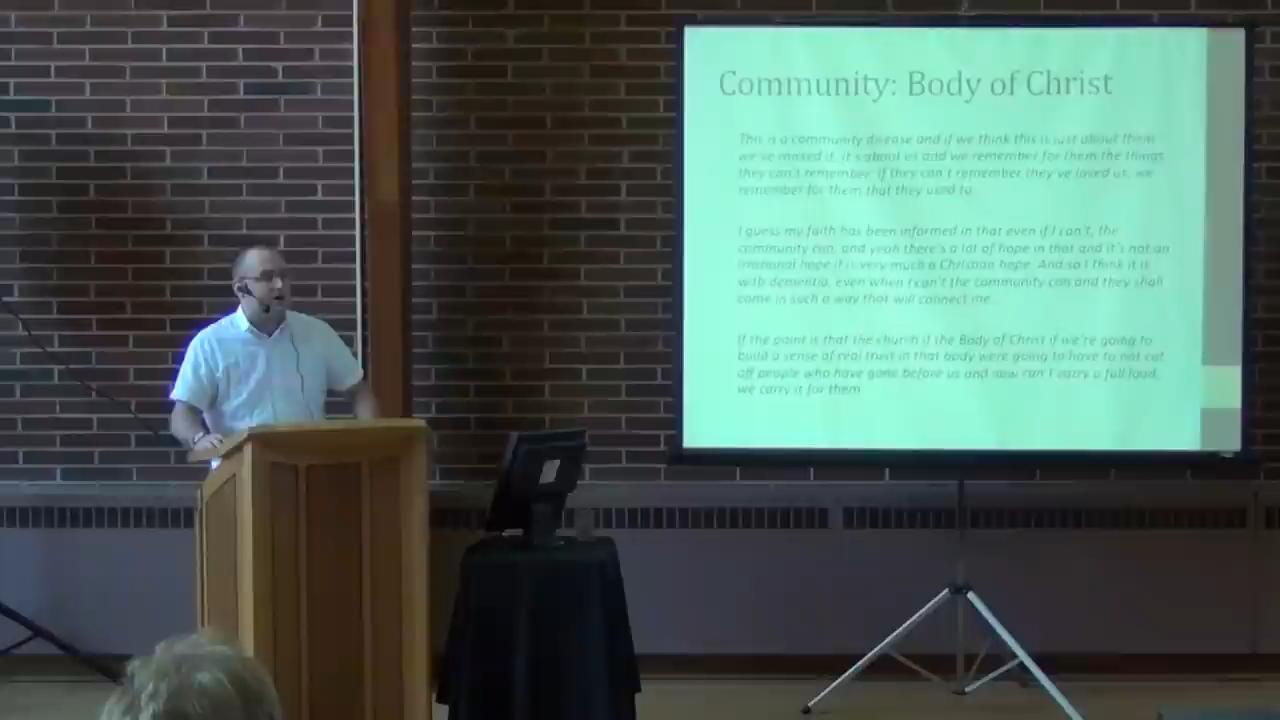 Community: Body of Christ
This is a community disease and if we think this is just about them
we've missed it, it's about us and we remember for them the things
they can't remember. If they can't remember they've loved us, we
remember for them that they used to.
I guess my faith has been informed in that even if I can't, the
community can, and yeah there's a lot of hope in that and it's not an
irrational hope it is very much a Christian hope. And so I think it is
with dementia, even when I can't the community can and they shall
come in such a way that will connect me.
If the point is that the church if the Body of Christ if we're going to
build a sense of real trust in that body were going to have to not cut
off people who have gone before us and now can't carry a full load,
we carry it for them